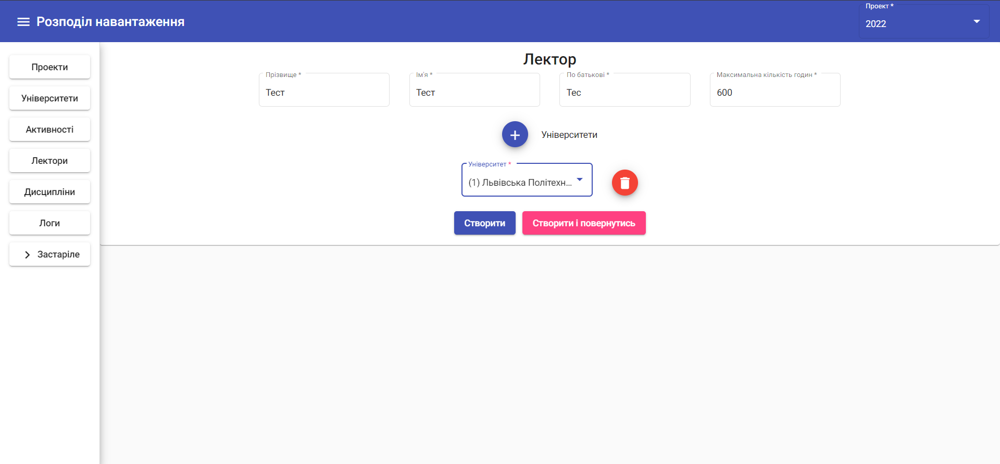 Розподіл навантаження
Проект *
2022
Проекти
Університети
Активності
Лектори
Дисципліни
Логи
Застаріле
Лектор
Прізвище *
Тест
Ім'я *
Тест
По батькові *
Тес
Максимальна кількість годин *
600
Університети
Університет *
(1) Львівська Політехн...
Створити
Створити і повернутись